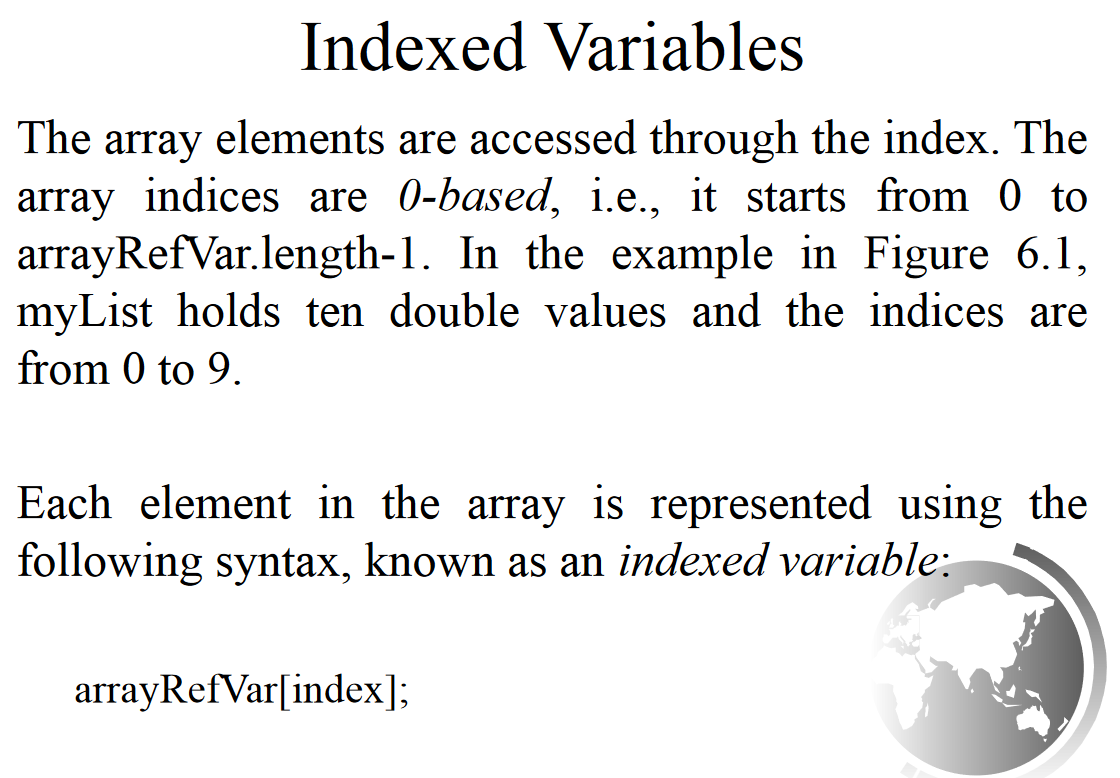 Indexed Variables
The array elements are accessed through the index. The
array indices are 0-based, i.e., it starts from 0 to
arrayRefVar.length-1. In the example in Figure 6.1,
myList holds ten double values and the indices are
from 0 to 9.
Each element in the array is represented using the
following syntax, known as an indexed variable:
arrayRefVar[index];